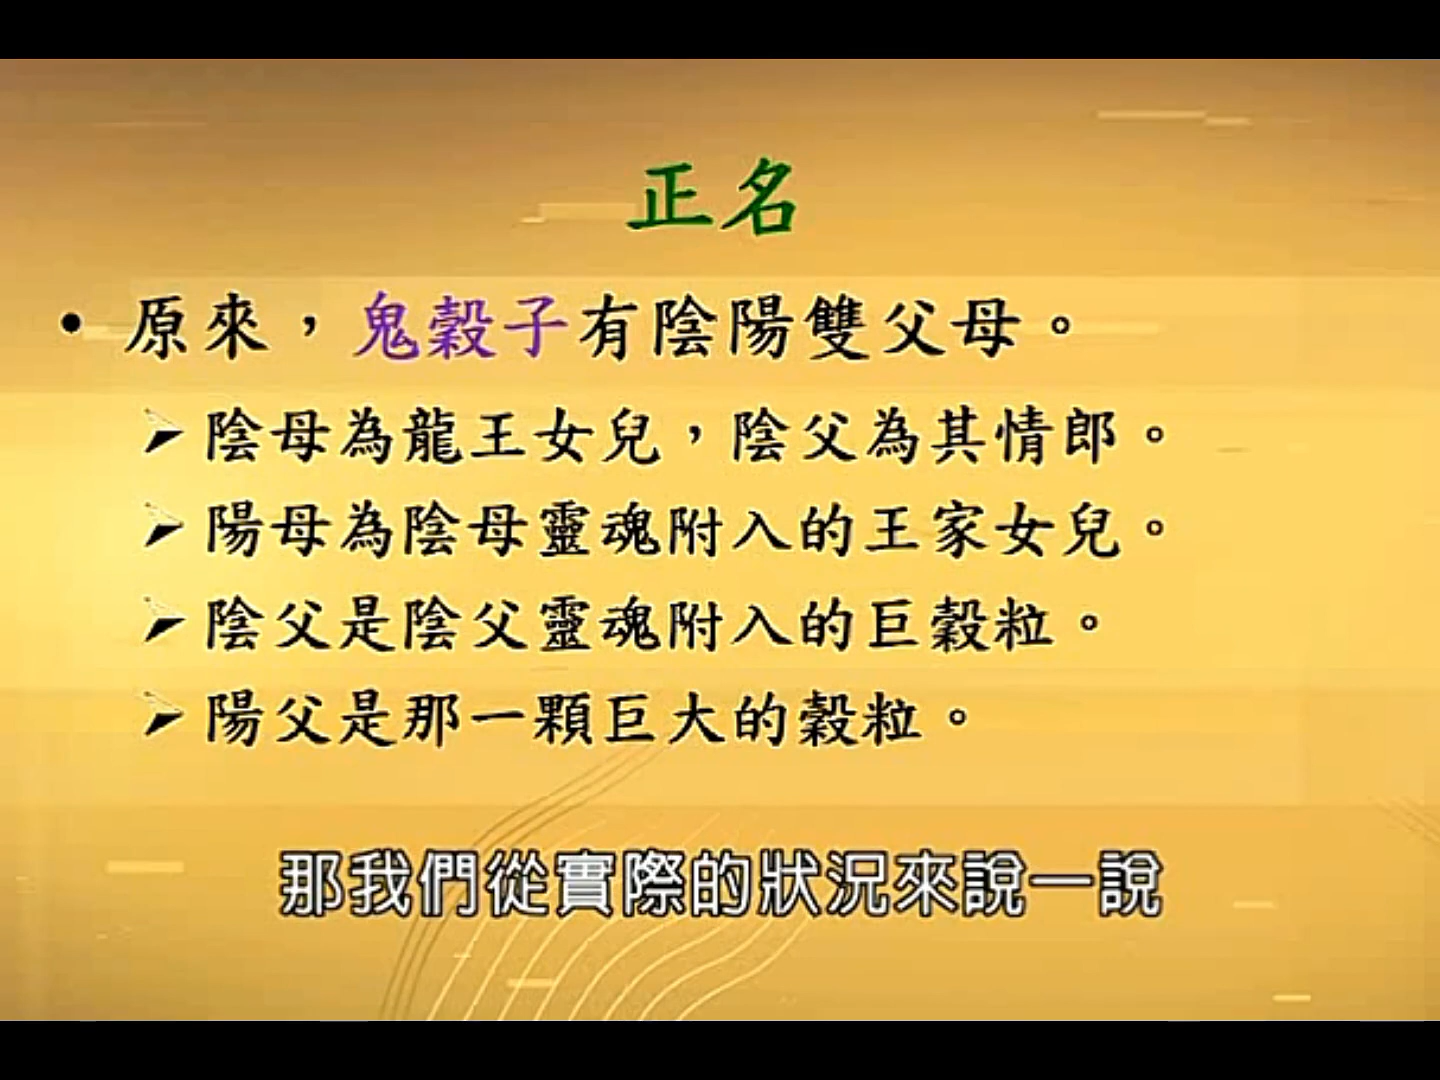 正名
• 原來，鬼穀子有陰陽雙父母。
➢ 陰母為龍王女兒，陰父為其情郎。
➢ 陽母為陰母靈魂附入的王家女兒。
➢ 陰父是陰父靈魂附入的巨穀粒。
➢ 陽父是那一顆巨大的穀粒。
那我們從實際的狀況來說一說